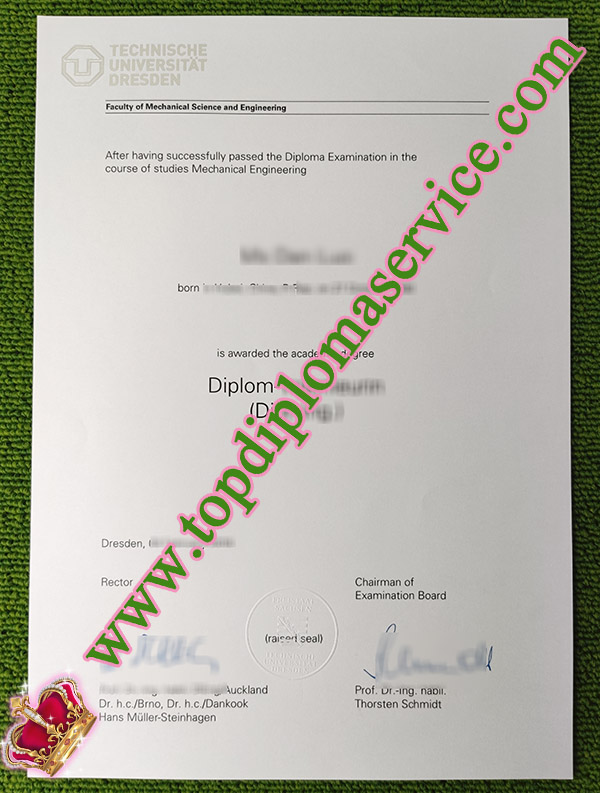 TECHNISCHE
UNIVERSITÄT
DRESDEN
Faculty of Mechanical Science and Engineering
After having successfully passed the Diploma Examination in the
course of studies Mechanical Engineering
born
is awarded the academic degree
Diplom-
Dresden,
Rector
Chairman of
Examination Board
(raised seal)
Auckland
Dr. h.c./Brno, Dr. h.c./Dankook
Hans Müller-Steinhagen
Prof. Dr.-Ing. habil.
Thorsten Schmidt
www.topdiplomaservice.com